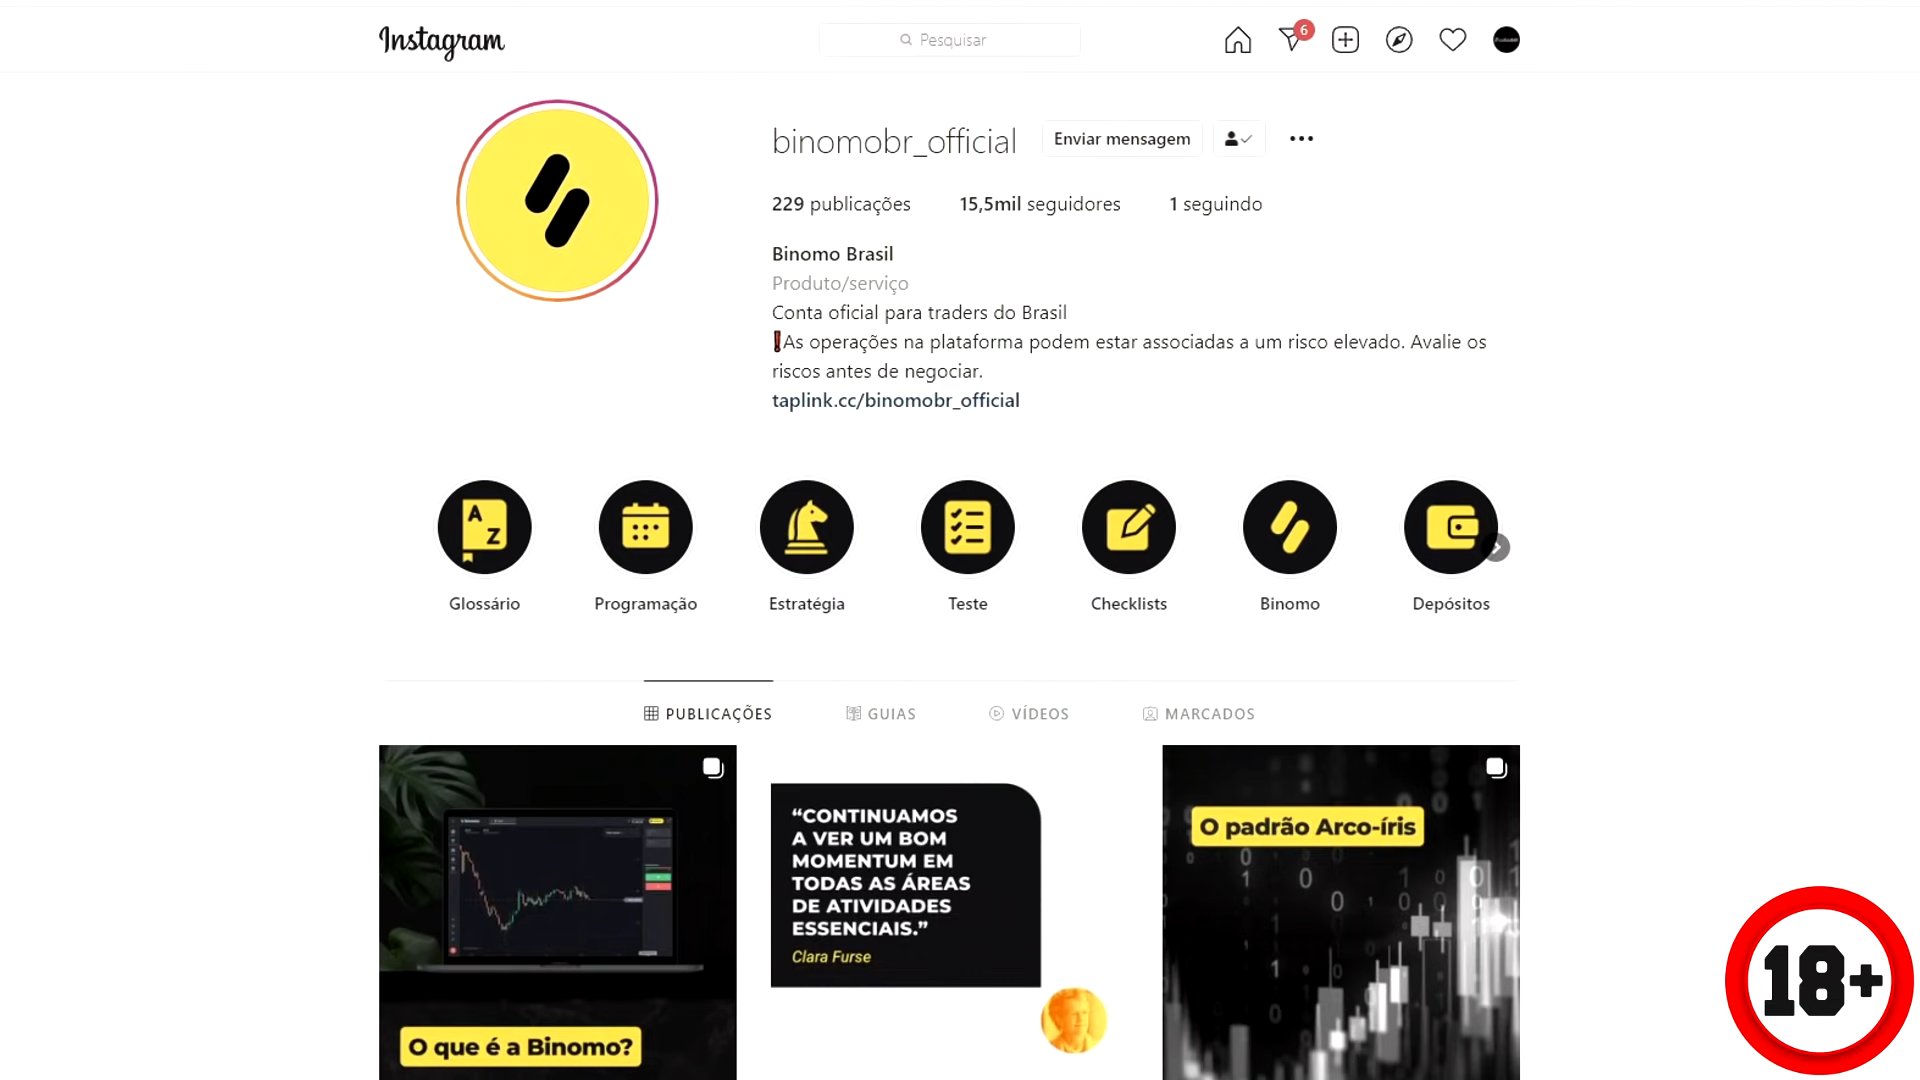 Instagram
Pesquisar
6
binomobr_official
Enviar mensagem
229 publicações
15,5mil seguidores
1 seguindo
Binomo Brasil
Produto/serviço
Conta oficial para traders do Brasil
❗As operações na plataforma podem estar associadas a um risco elevado. Avalie os
riscos antes de negociar.
taplink.cc/binomobr_official
A
Z
Glossário
Programação
Estratégia
Teste
Checklists
Binomo
Depósitos
PUBLICAÇÕES
GUIAS
VÍDEOS
MARCADOS
O que é a Binomo?
“CONTINUAMOS
A VER UM BOM
MOMENTUM EM
TODAS AS ÁREAS
DE ATIVIDADES
ESSENCIAIS.”
Clara Furse
O padrão Arco-íris
18+